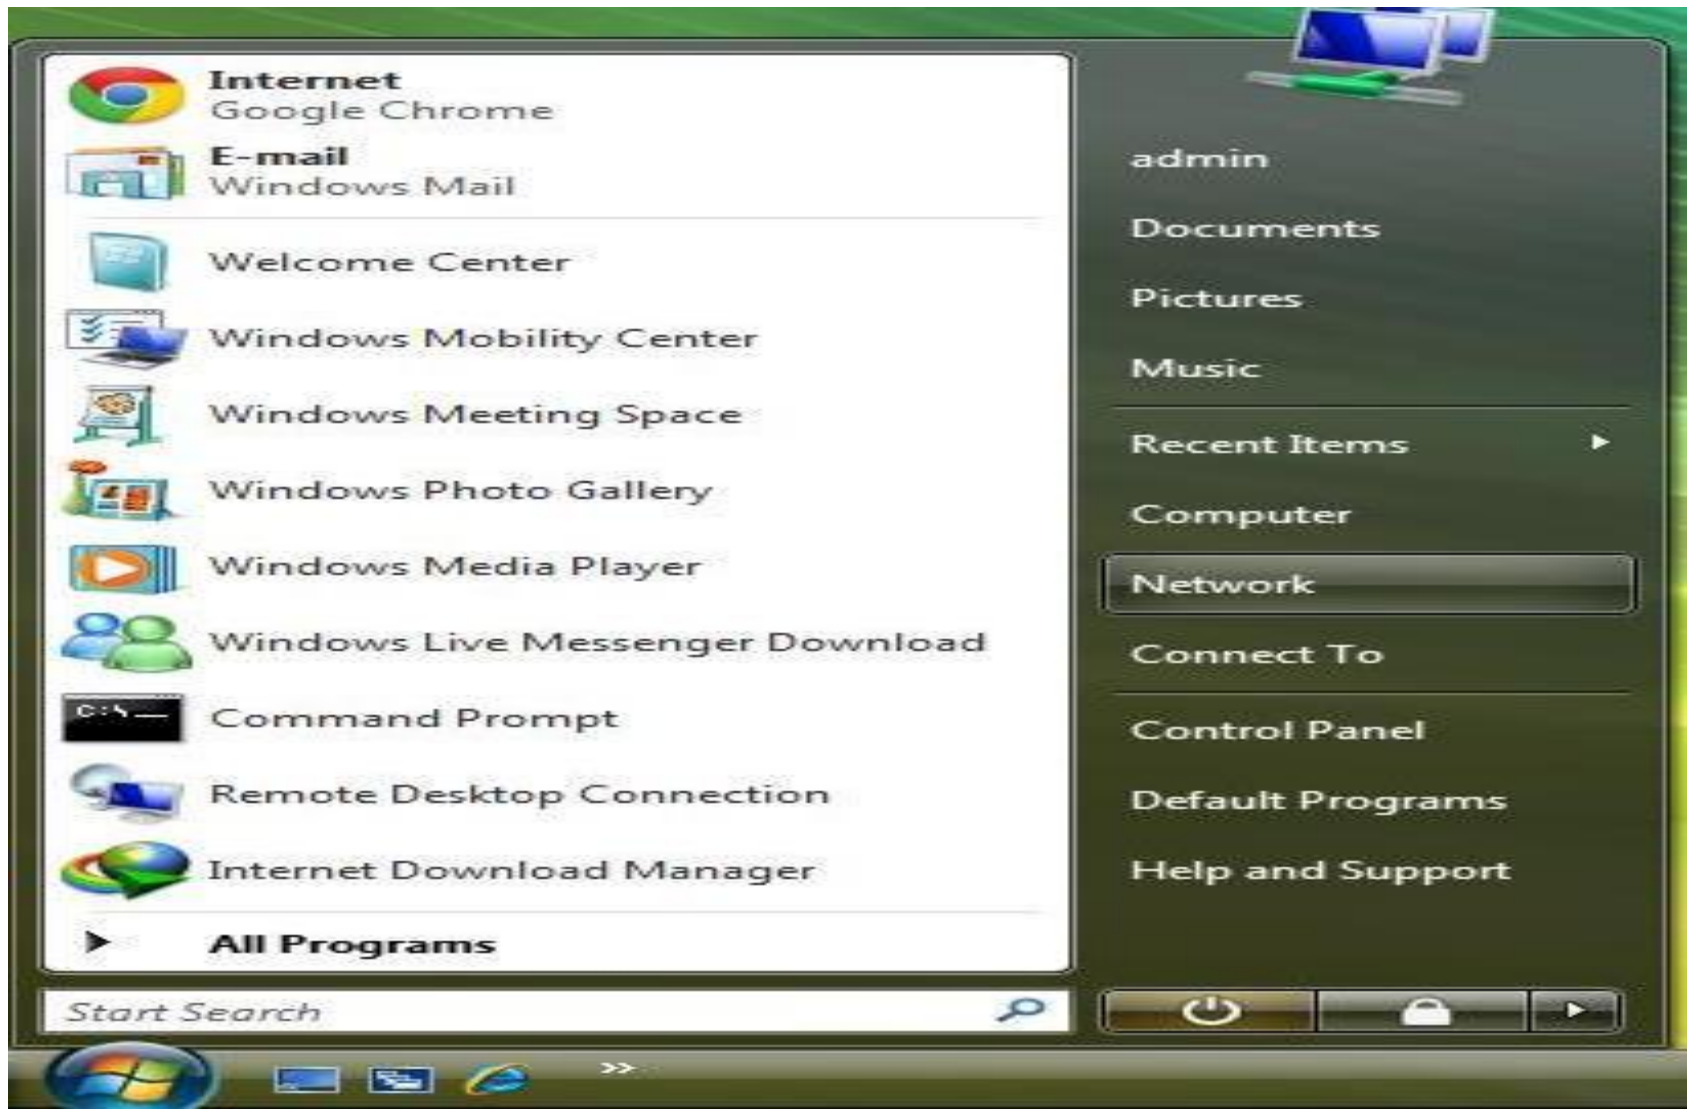 Internet
Google Chrome
E-mail
Windows Mail
Welcome Center
Windows Mobility Center
Windows Meeting Space
Windows Photo Gallery
Windows Media Player
Windows Live Messenger Download
C:\
Command Prompt
Remote Desktop Connection
Internet Download Manager
All Programs
Start Search
admin
Documents
Pictures
Music
Recent Items
Computer
Network
Connect To
Control Panel
Default Programs
Help and Support